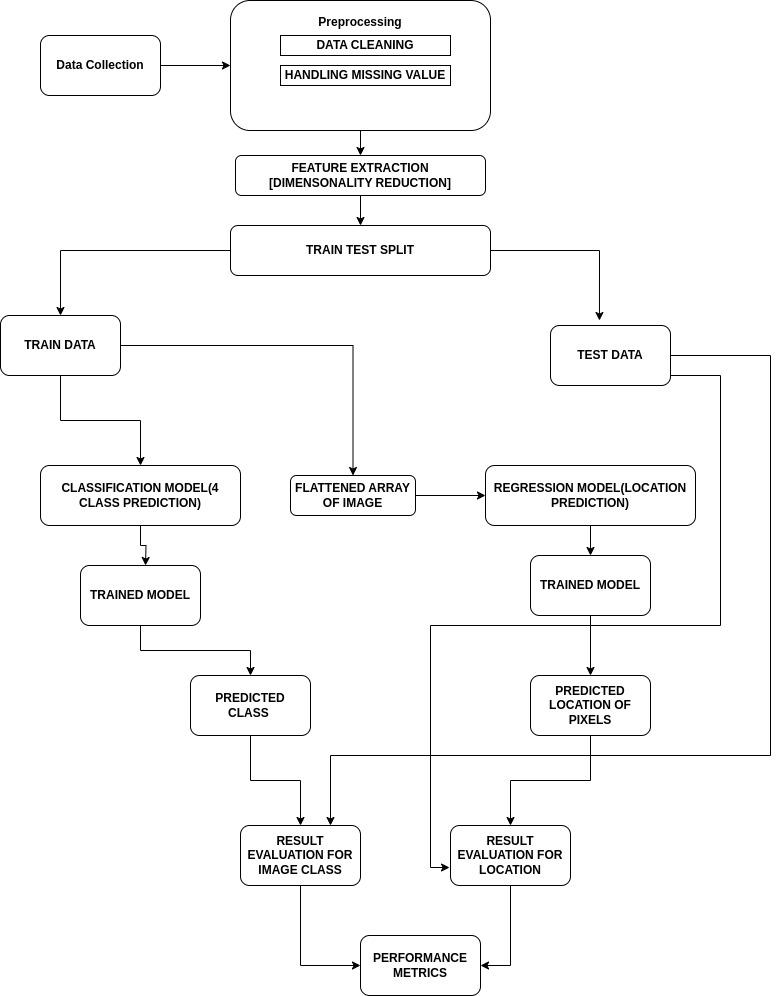 Preprocessing
DATA CLEANING
Data Collection
HANDLING MISSING VALUE
FEATURE EXTRACTION
[DIMENSONALITY REDUCTION]
TRAIN TEST SPLIT
TRAIN DATA
TEST DATA
CLASSIFICATION MODEL(4
CLASS PREDICTION)
FLATTENED ARRAY
OF IMAGE
REGRESSION MODEL(LOCATION
PREDICTION)
TRAINED MODEL
TRAINED MODEL
PREDICTED
CLASS
PREDICTED
LOCATION OF
PIXELS
RESULT
EVALUATION FOR
IMAGE CLASS
RESULT
EVALUATION FOR
LOCATION
PERFORMANCE
METRICS